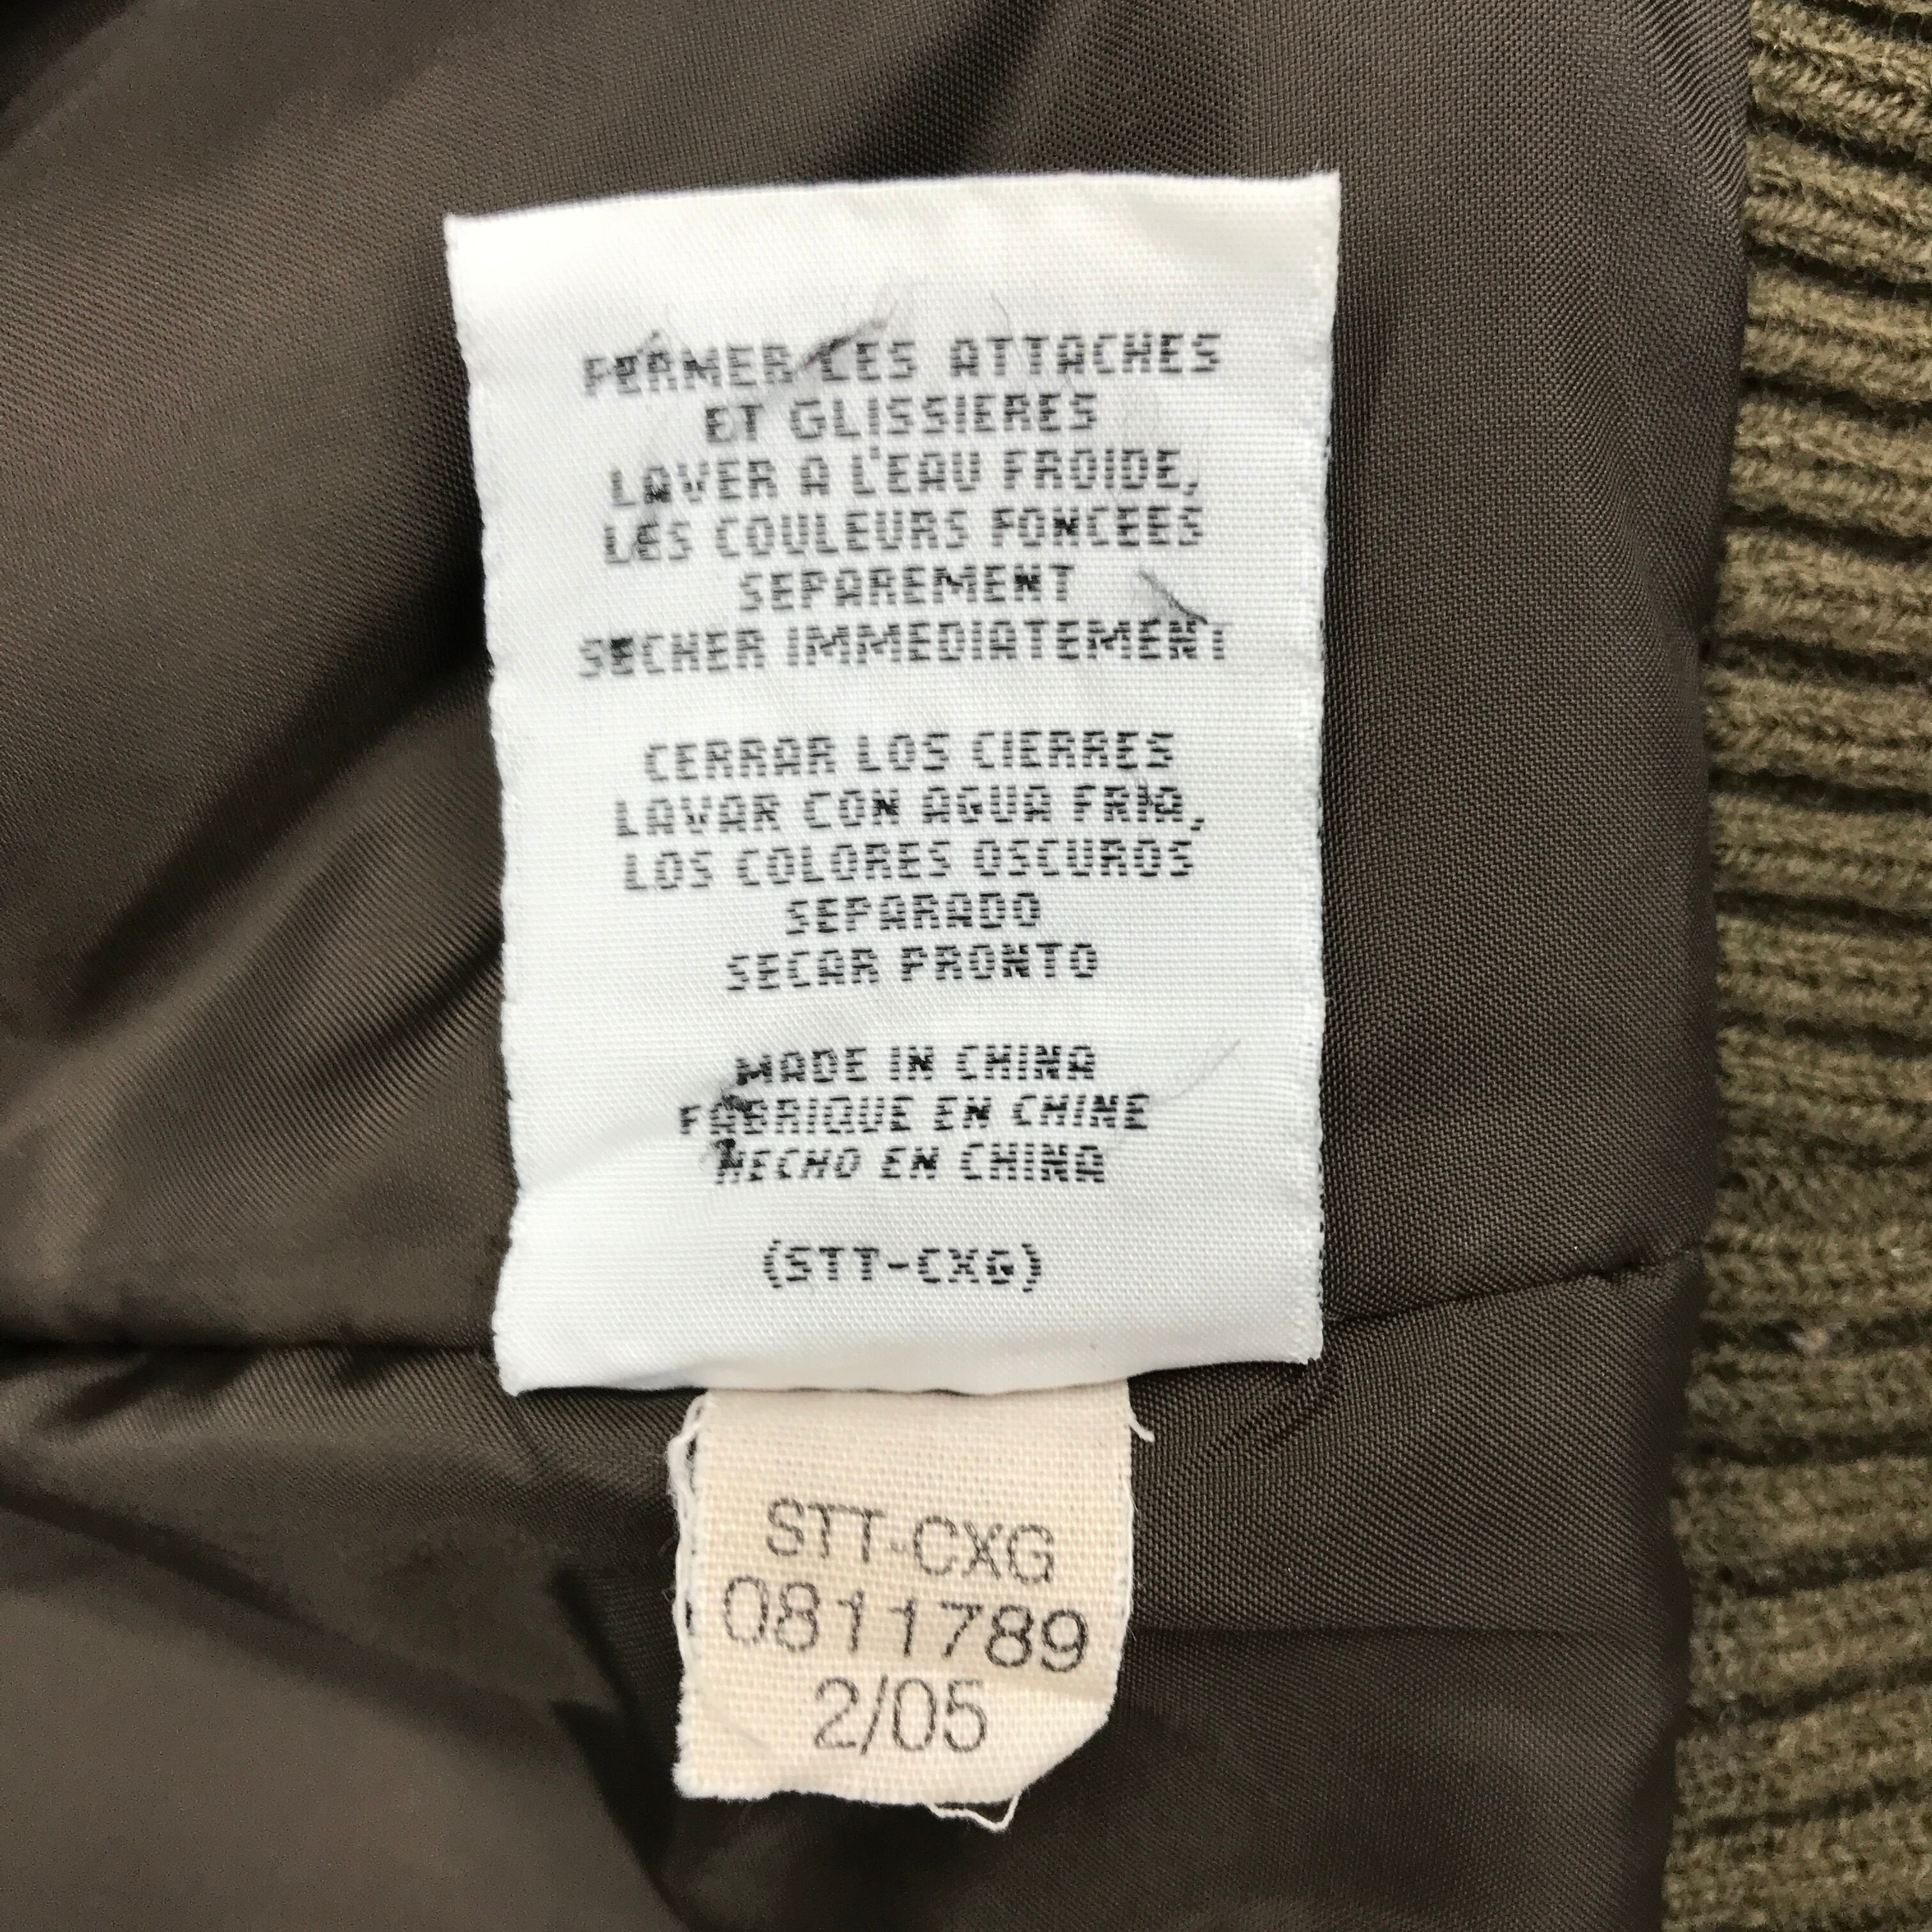 FERMER LES ATTACHES
ET GLISSIERES
LAVER A L'EAU FROIDE,
LES COULEURS FONCEES
SEPAREMENT
SECHER IMMEDIATEMENT
CERRAR LOS CIERRES
LAVAR CON AGUA FRIA,
LOS COLORES OSCUROS
SEPARADO
SECAR PRONTO
MADE IN CHINA
FABRIQUE EN CHINE
HECHO EN CHINA
(STT-CXG)
STT-CXG
0811789
2/05